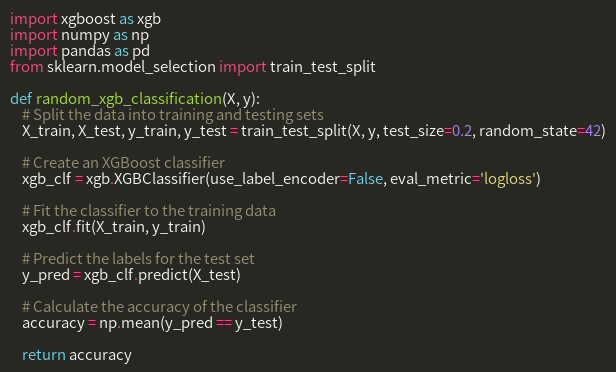 import xgboost as xgb
import numpy as np
import pandas as pd
from sklearn.model_selection import train_test_split

def random_xgb_classification(X, y):
    # Split the data into training and testing sets
    X_train, X_test, y_train, y_test = train_test_split(X, y, test_size=0.2, random_state=42)

    # Create an XGBoost classifier
    xgb_clf = xgb.XGBClassifier(use_label_encoder=False, eval_metric='logloss')

    # Fit the classifier to the training data
    xgb_clf.fit(X_train, y_train)

    # Predict the labels for the test set
    y_pred = xgb_clf.predict(X_test)

    # Calculate the accuracy of the classifier
    accuracy = np.mean(y_pred == y_test)

    return accuracy